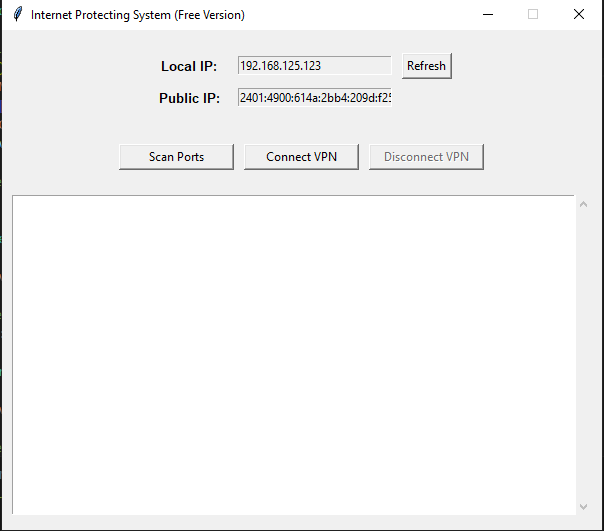 Internet Protecting System (Free Version)
Local IP: 192.168.125.123 Refresh
Public IP: 2401:4900:614a:2bb4:209d:f25
Scan Ports Connect VPN Disconnect VPN